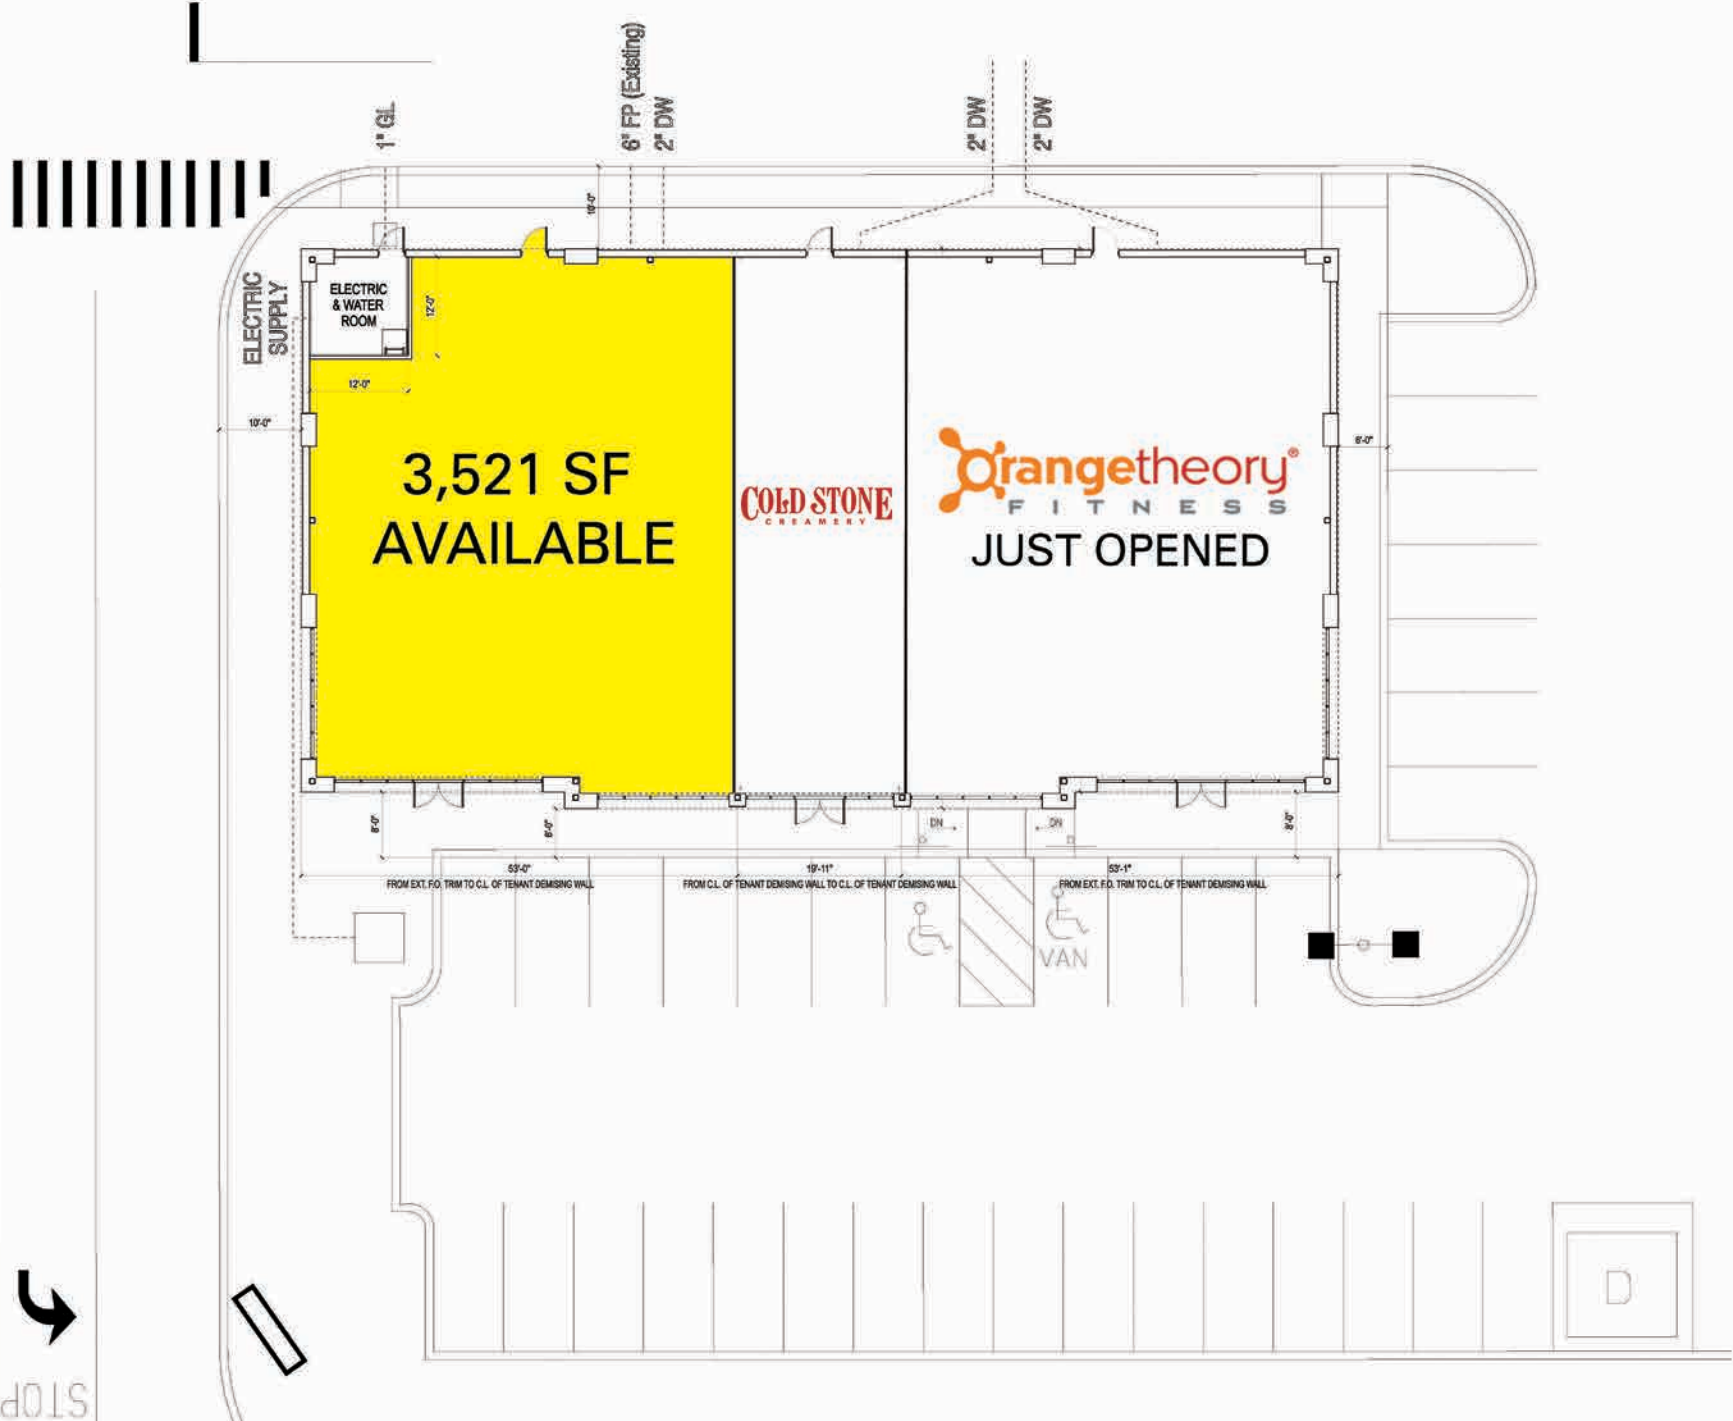 6" FP (Existing)
1" GL
2" DW
2" DW
2" DW
10'-0"
ELECTRIC
SUPPLY
ELECTRIC
& WATER
ROOM
12'-0"
12'-0"
10'-0"
6'-0"
3,521 SF
AVAILABLE
COLD STONE
CREAMERY
orangetheory®
FITNESS
JUST OPENED
8'-0"
6'-0"
DN
DN
8'-0"
53'-0"
FROM EXT. F.O. TRIM TO C.L. OF TENANT DEMISING WALL
19'-11"
FROM C.L. OF TENANT DEMISING WALL TO C.L. OF TENANT DEMISING WALL
53'-1"
FROM EXT. F.O. TRIM TO C.L. OF TENANT DEMISING WALL
VAN
D
STOP